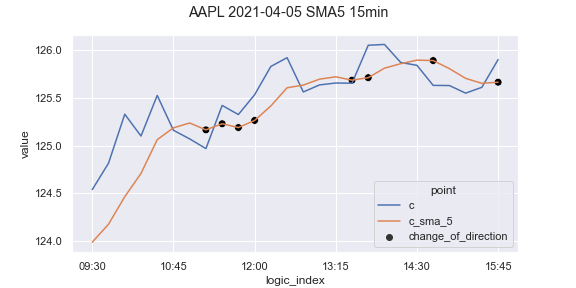 AAPL 2021-04-05 SMA5 15min
126.0
125.5
125.0
124.5
124.0
value
09:30 10:45 12:00 13:15 14:30 15:45
logic_index
point
c
c_sma_5
change_of_direction